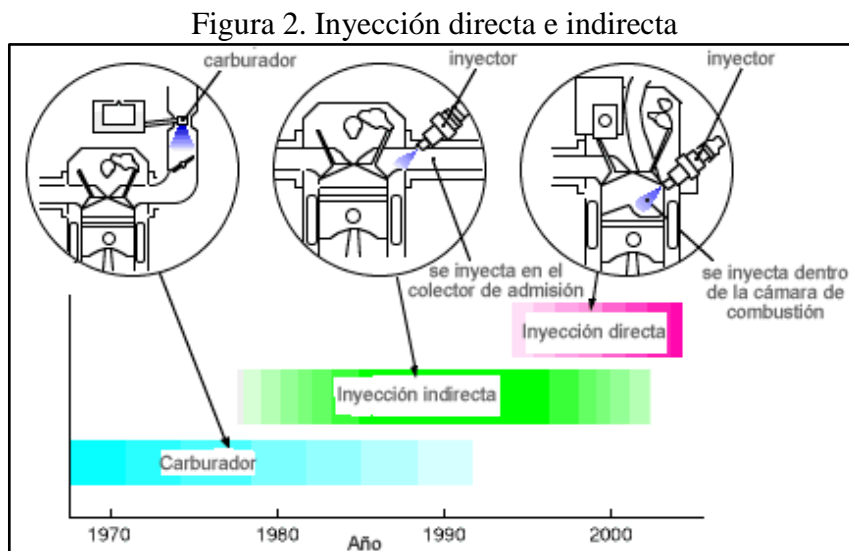 Figura 2. Inyección directa e indirecta
carburador
inyector
inyector
se inyecta en el
colector de admisión
se inyecta dentro
de la cámara de
combustión
Inyección directa
Inyección indirecta
Carburador
1970
1980
1990
2000
Año